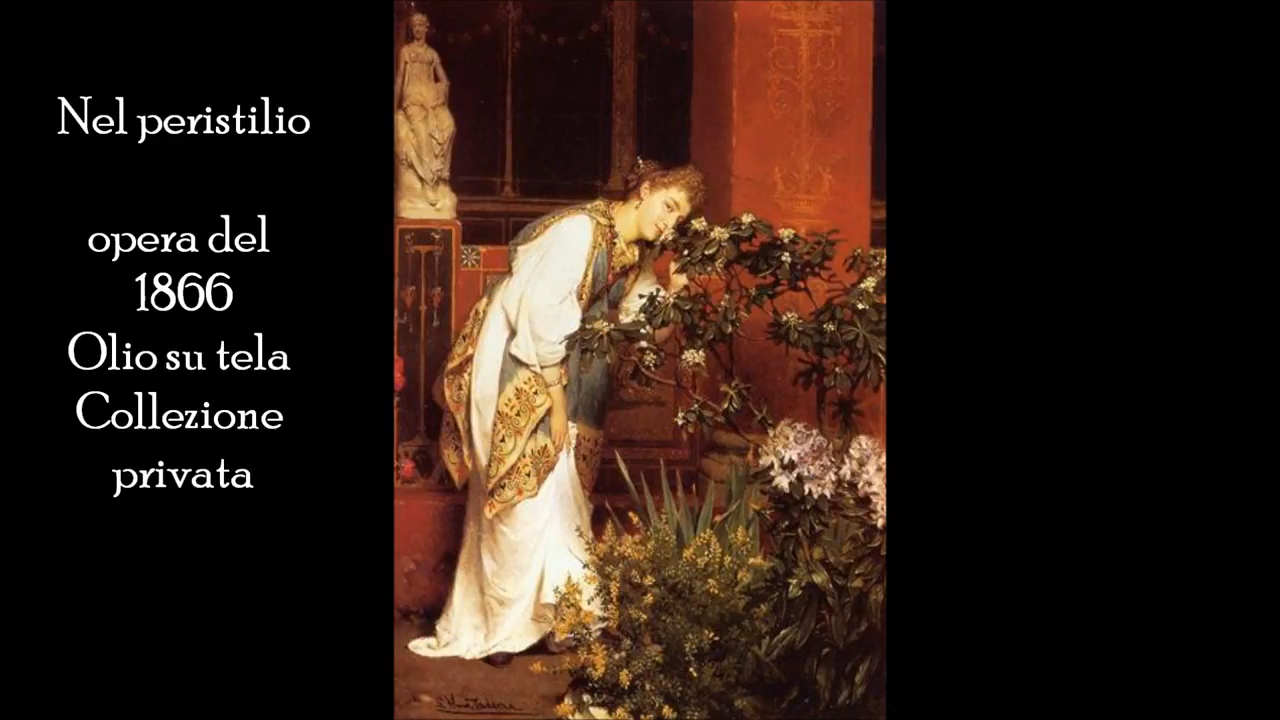 Nel peristilio
opera del
1866
Olio su tela
Collezione
privata